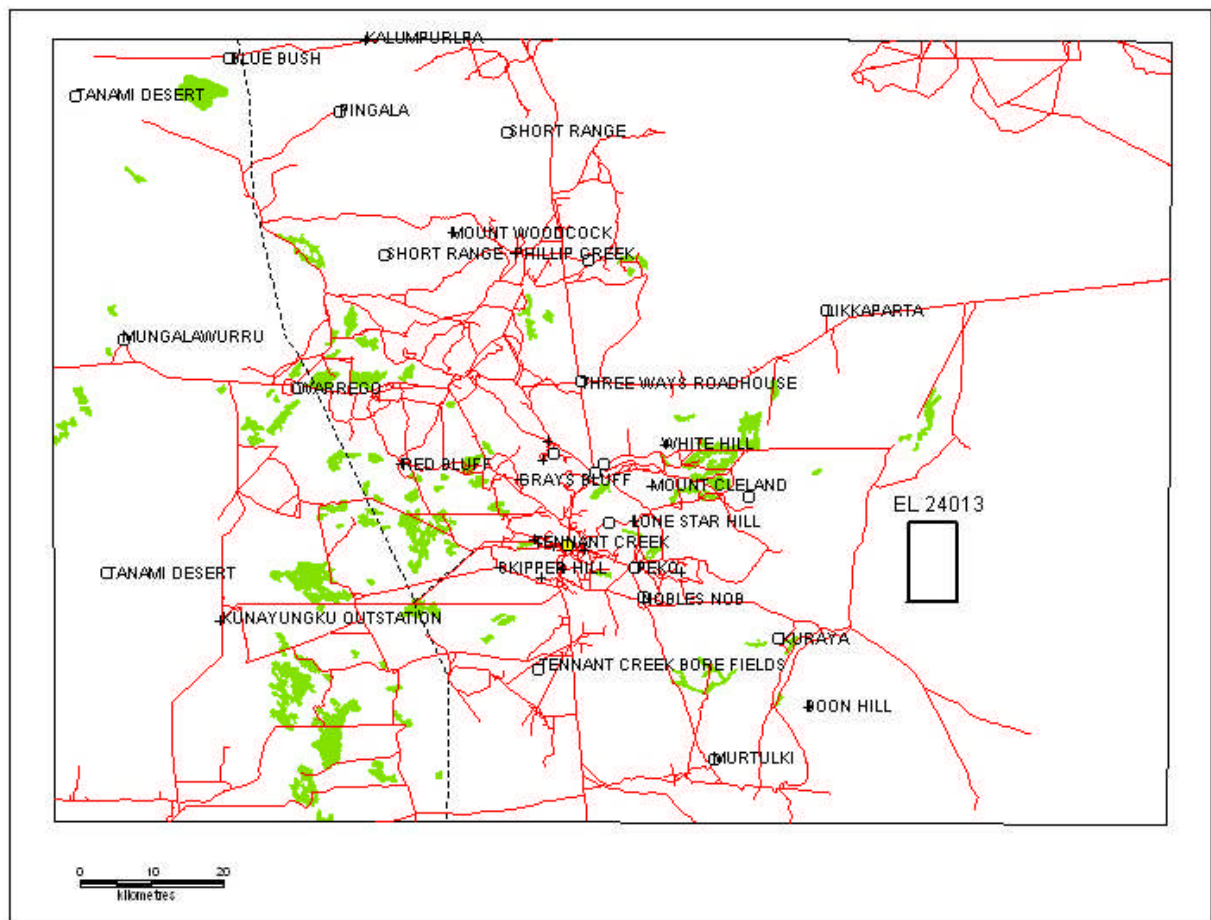 KALUMPURLPA
BLUE BUSH
TANAMI DESERT
PINGALA
SHORT RANGE
MOUNT WOODCOCK
SHORT RANGE
PHILLIP CREEK
LIKKAPARTA
MUNGALAWURRU
WARREGO
THREE WAYS ROADHOUSE
WHITE HILL
RED BLUFF
GRAYS BLUFF
MOUNT CLELAND
EL 24013
LONE STAR HILL
TENNANT CREEK
TANAMI DESERT
SKIPPER HILL
PEKO
NOBLES NOB
KUNAYUNGKU OUTSTATION
KURAYA
TENNANT CREEK BORE FIELDS
BOON HILL
MURTULKI
0 10 20
kilometres